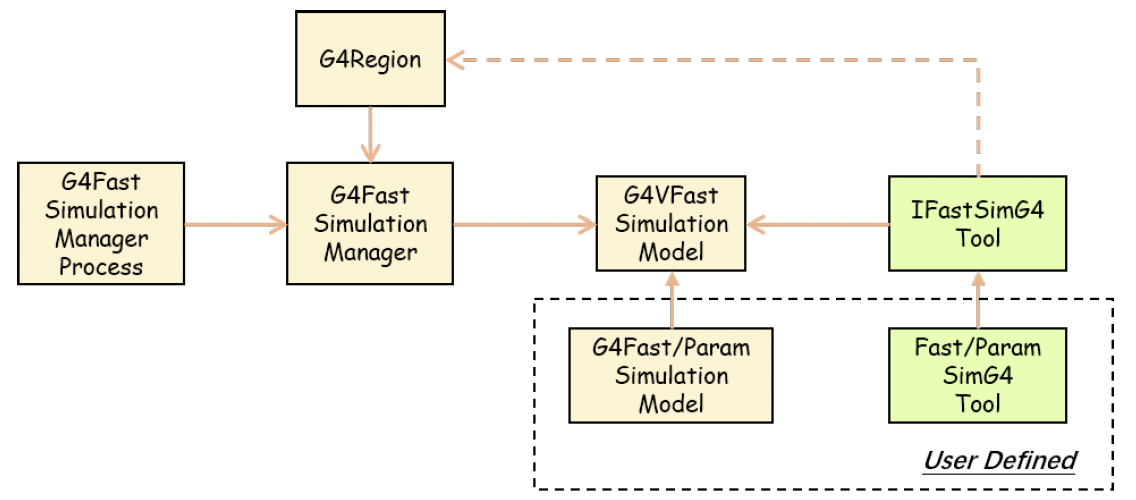 G4Region
G4Fast
Simulation
Manager
Process
G4Fast
Simulation
Manager
G4VFast
Simulation
Model
IFastSimG4
Tool
G4Fast/Param
Simulation
Model
Fast/Param
SimG4
Tool
User Defined